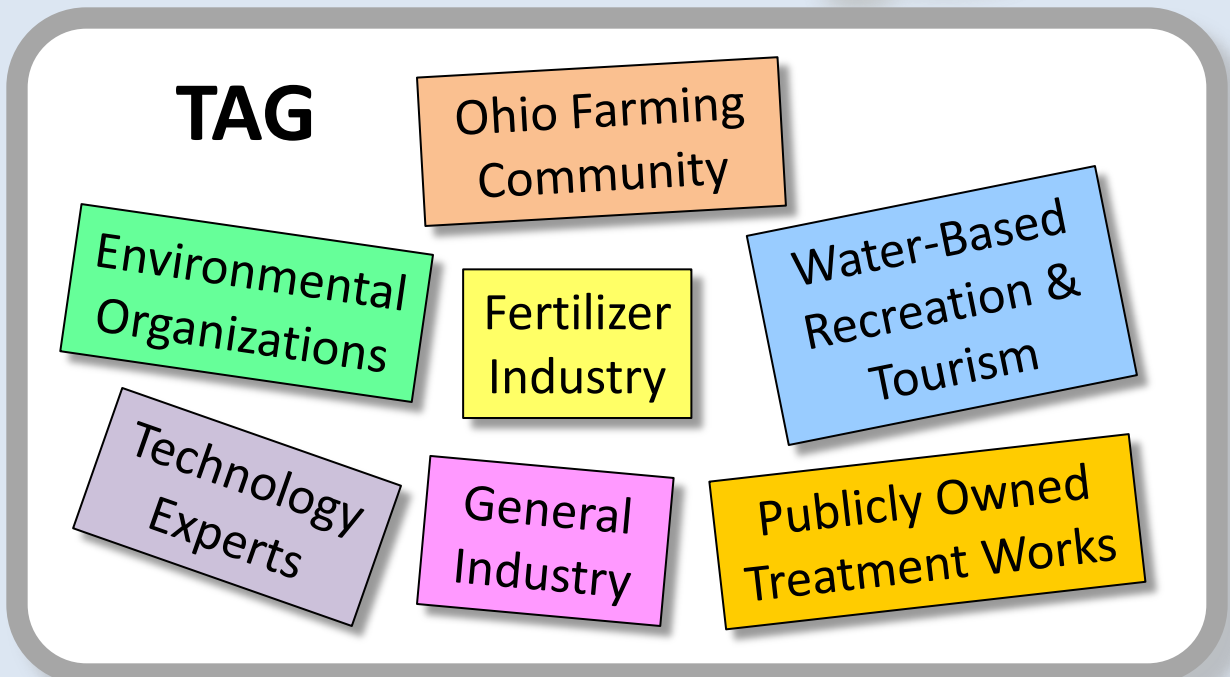 TAG
Ohio Farming
Community
Environmental
Organizations
Fertilizer
Industry
Water-Based
Recreation &
Tourism
Technology
Experts
General
Industry
Publicly Owned
Treatment Works